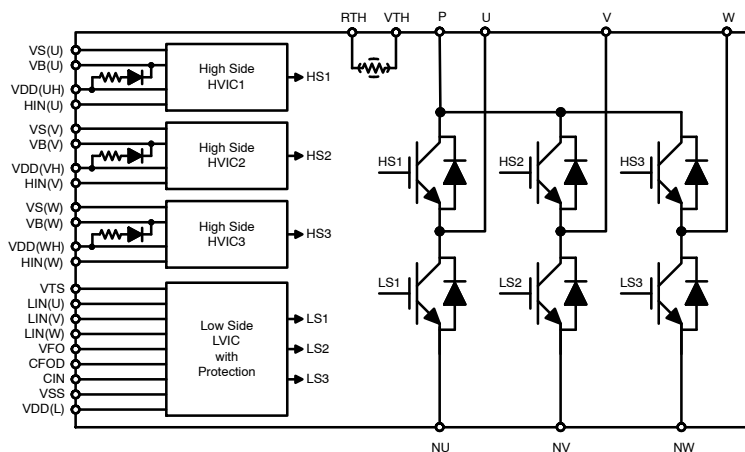 RTH VTH P U V W
VS(U)
VB(U)
VDD(UH)
HIN(U)
High Side
HVIC1
HS1
VS(V)
VB(V)
VDD(VH)
HIN(V)
High Side
HVIC2
HS2
VS(W)
VB(W)
VDD(WH)
HIN(W)
High Side
HVIC3
HS3
VTS
LIN(U)
LIN(V)
LIN(W)
VFO
CFOD
CIN
VSS
VDD(L)
Low Side
LVIC
with
Protection
LS1
LS2
LS3
HS1 HS2 HS3
LS1 LS2 LS3
NU NV NW